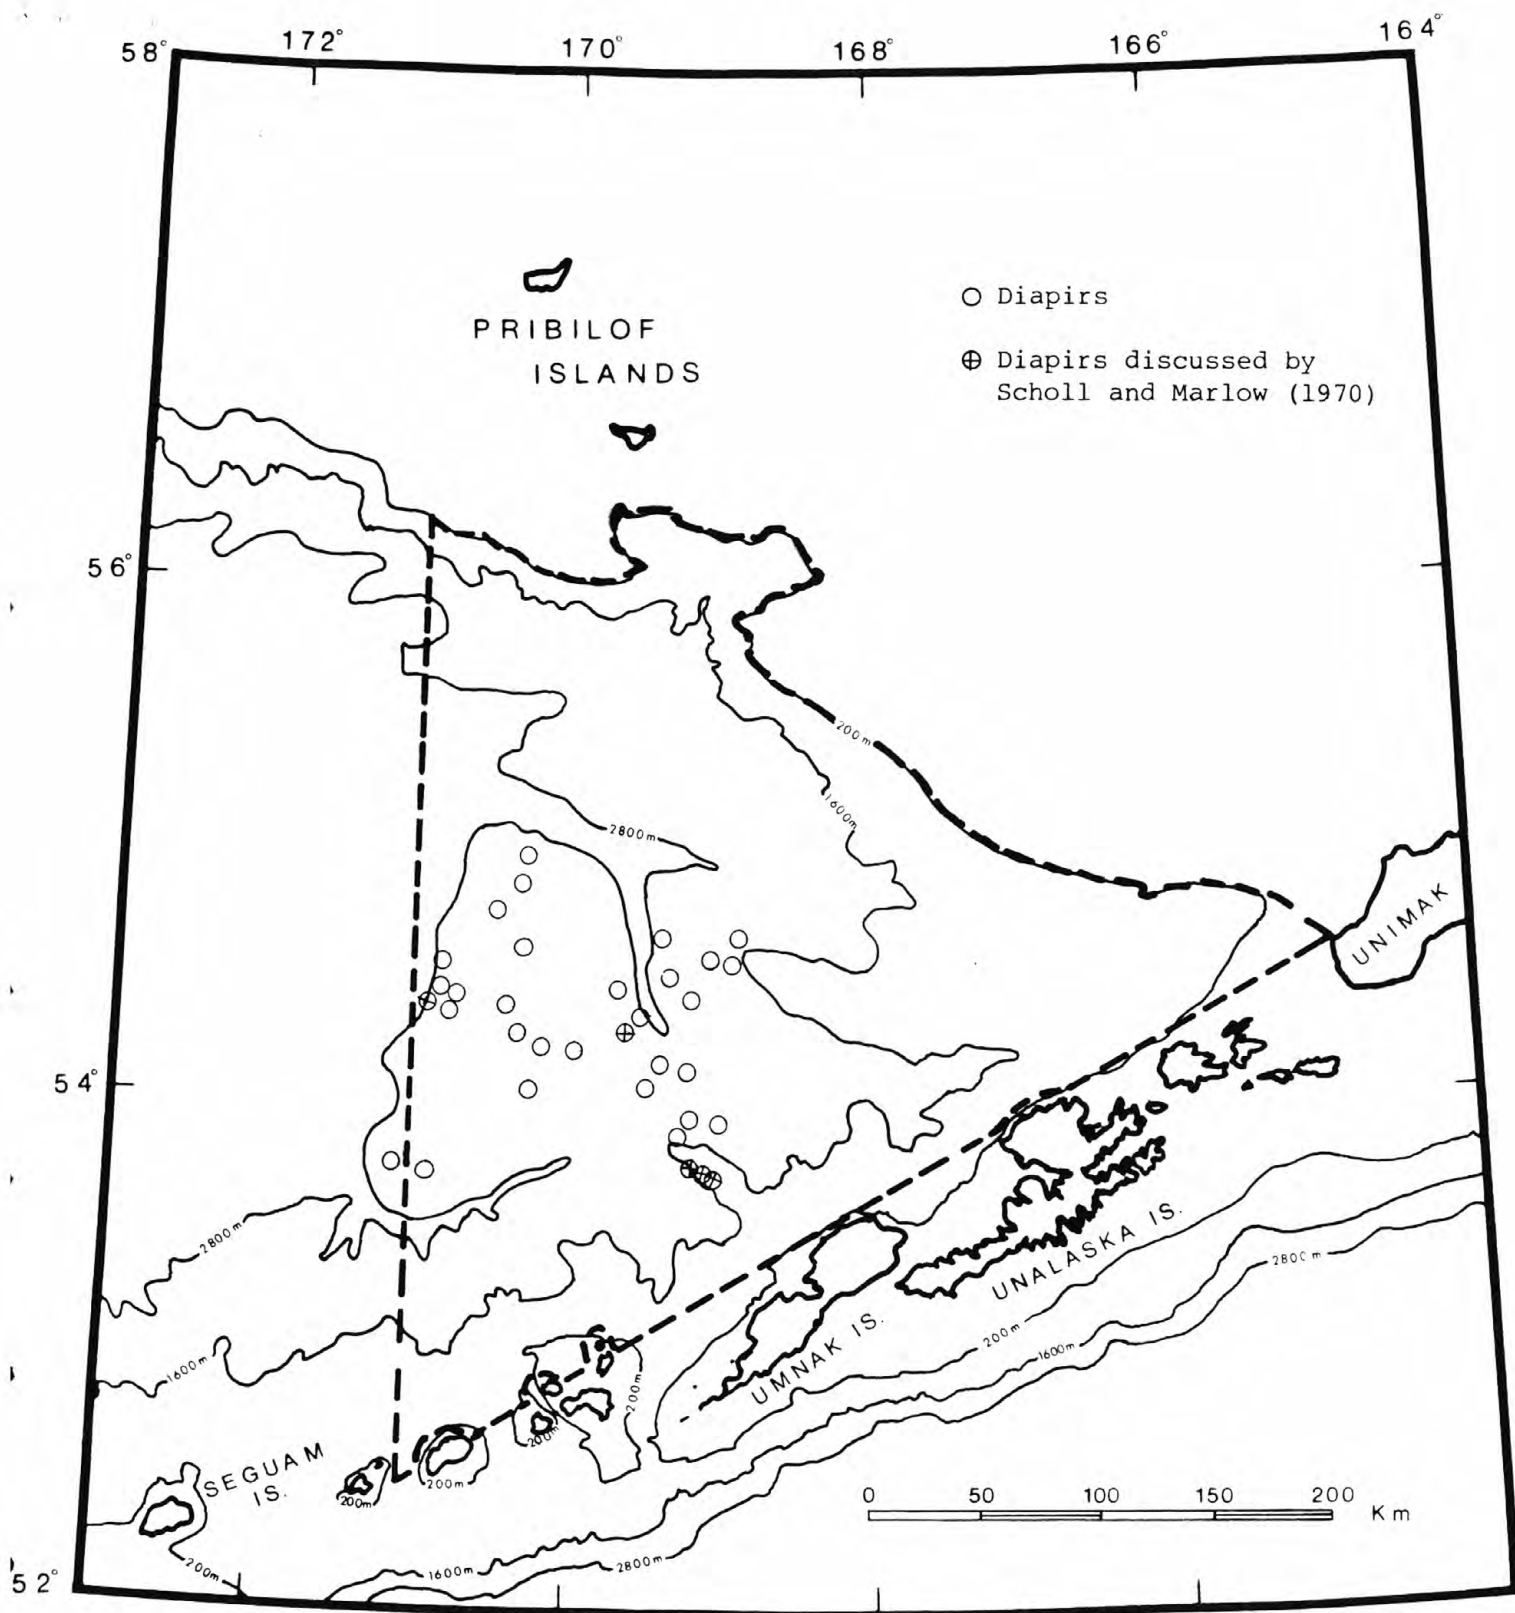 58° 172° 170° 168° 166° 164°
PRIBILOF
ISLANDS
○ Diapirs
⊕ Diapirs discussed by
Scholl and Marlow (1970)
56°
200m
1600m
2800m
UNIMAK
54°
2800m
UNALASKA IS.
2800m
200m
1600m
1600m
UMNAK IS.
200m
200m
SEGUAM
IS.
200m
200m
0 50 100 150 200
Km
200m
1600m
2800m
52°